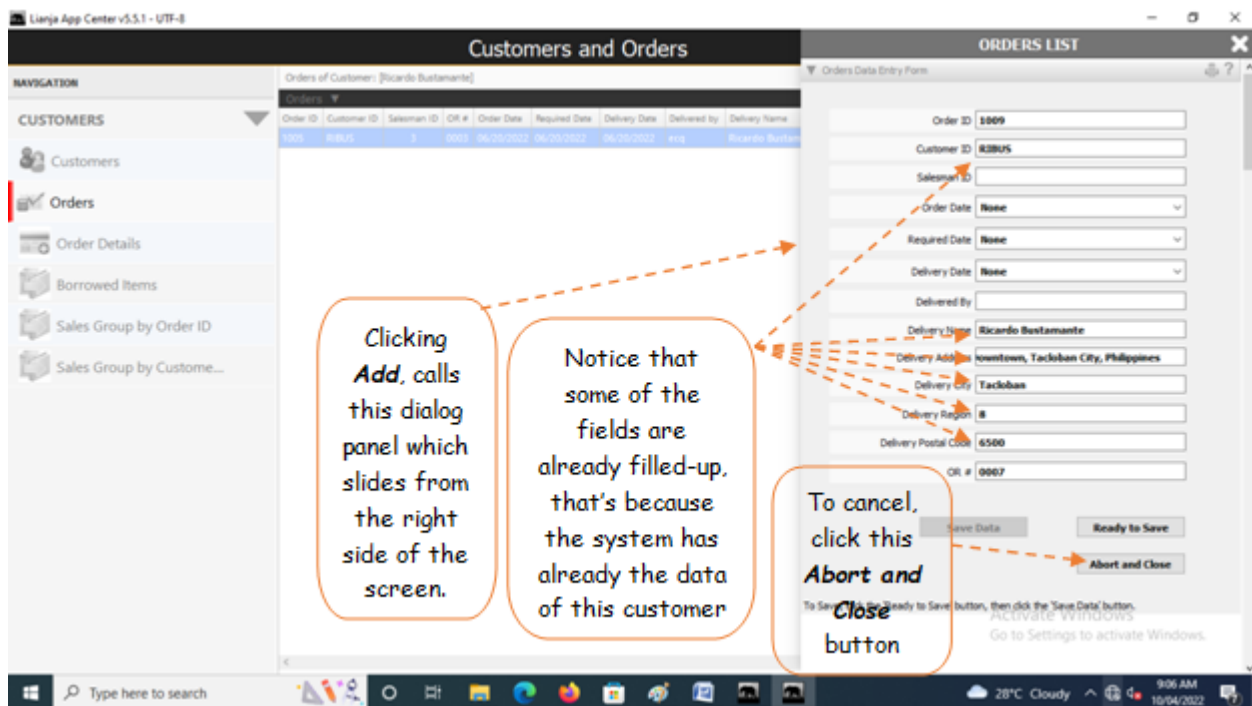 Lianja App Center v5.5.1 - UTF-8
Customers and Orders
ORDERS LIST
NAVIGATION
CUSTOMERS
Customers
Orders
Order Details
Borrowed Items
Sales Group by Order ID
Sales Group by Custome...
Orders of Customer: [Ricardo Bustamante]
Orders
Order ID Customer ID Salesman ID OR # Order Date Required Date Delivery Date Delivered by Delivery Name
1005 RIBUS 3 0003 06/20/2022 06/20/2022 06/20/2022 ecq Ricardo Bustam
Orders Data Entry Form
Order ID 1009
Customer ID RIBUS
Salesman ID
Order Date None
Required Date None
Delivery Date None
Delivered By
Delivery Name Ricardo Bustamante
Delivery Address owntown, Tacloban City, Philippines
Delivery City Tacloban
Delivery Region 8
Delivery Postal Code 6500
OR # 0007
Save Data
Ready to Save
Abort and Close
To Save, click the 'Ready to Save' button, then click the 'Save Data' button.
Activate Windows
Go to Settings to activate Windows.
Clicking
Add, calls
this dialog
panel which
slides from
the right
side of the
screen.
Notice that
some of the
fields are
already filled-up,
that's because
the system has
already the data
of this customer
To cancel,
click this
Abort and
Close
button
Type here to search
28°C Cloudy
9:06 AM
10/04/2022